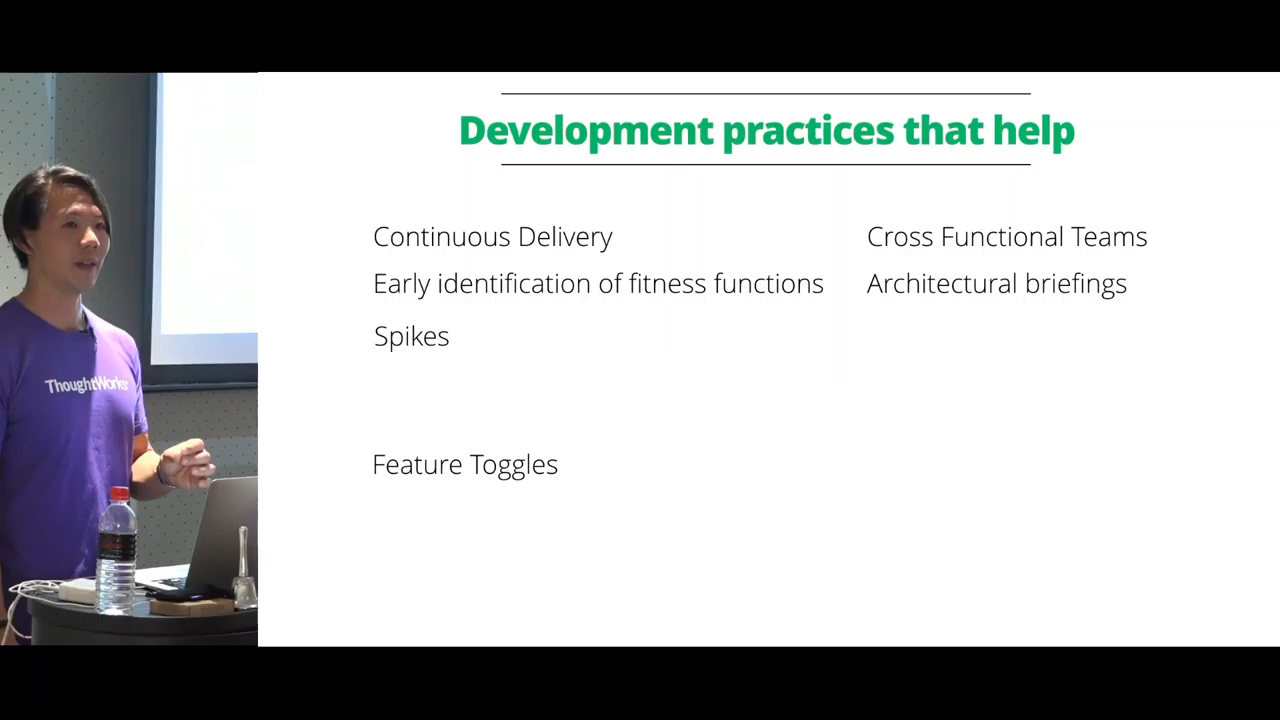 Development practices that help
Continuous Delivery
Early identification of fitness functions
Spikes
Feature Toggles
Cross Functional Teams
Architectural briefings
ThoughtWorks